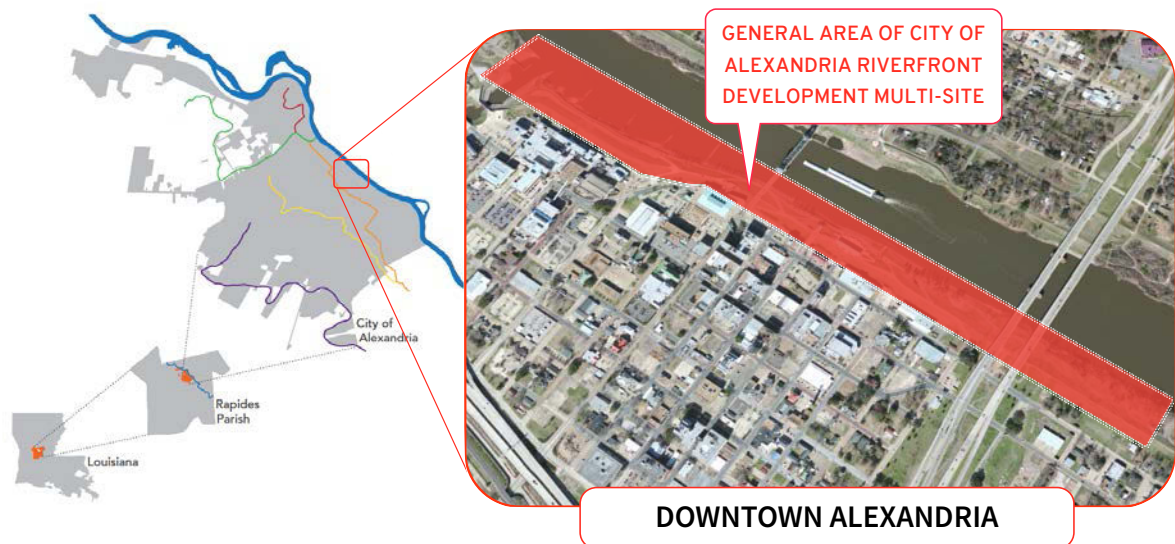 GENERAL AREA OF CITY OF
ALEXANDRIA RIVERFRONT
DEVELOPMENT MULTI-SITE
City of
Alexandria
Rapides
Parish
Louisiana
DOWNTOWN ALEXANDRIA